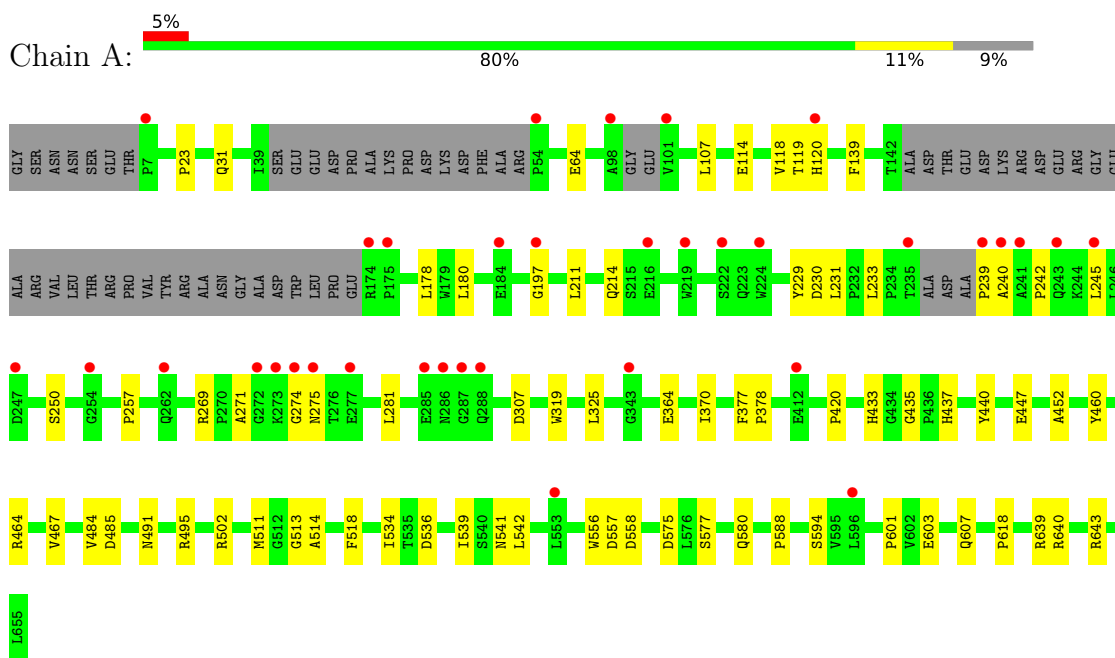 5%
Chain A:
80% 11% 9%
GLY SER ASN ASN SER GLU THR P7 P23 Q31 I39 SER GLU GLU ASP PRO ALA LYS PRO ASP LYS ASP PHE ALA ARG P54 E64 A98 GLY GLU V101 L107 E114 V118 T119 H120 F139 T142 ALA ASP THR GLU ASP LYS ARG ASP GLU ARG GLY GLU
ALA ARG VAL LEU THR ARG PRO VAL TYR ARG ALA ASN GLY ALA ASP TRP LEU PRO GLU R174 P175 L178 W179 L180 E184 G197 L211 Q214 S215 E216 W219 S222 Q223 W224 Y229 D230 L231 P232 L233 P234 T235 ALA ASP ALA P239 A240 A241 P242 Q243 K244 L245 L246
D247 S250 G254 P257 Q262 R269 P270 A271 G272 K273 G274 N275 T276 E277 L281 E285 N286 G287 Q288 D307 W319 L325 G343 E364 I370 F377 P378 E412 P420 H433 G434 G435 P436 H437 Y440 E447 A452 Y460
R464 V467 V484 D485 N491 R495 R502 M511 G512 G513 A514 F518 I534 T535 D536 I539 S540 N541 L542 L553 W556 D557 D558 D575 L576 S577 Q580 P588 S594 V595 L596 P601 V602 E603 Q607 P618 R639 R640 R643
L655